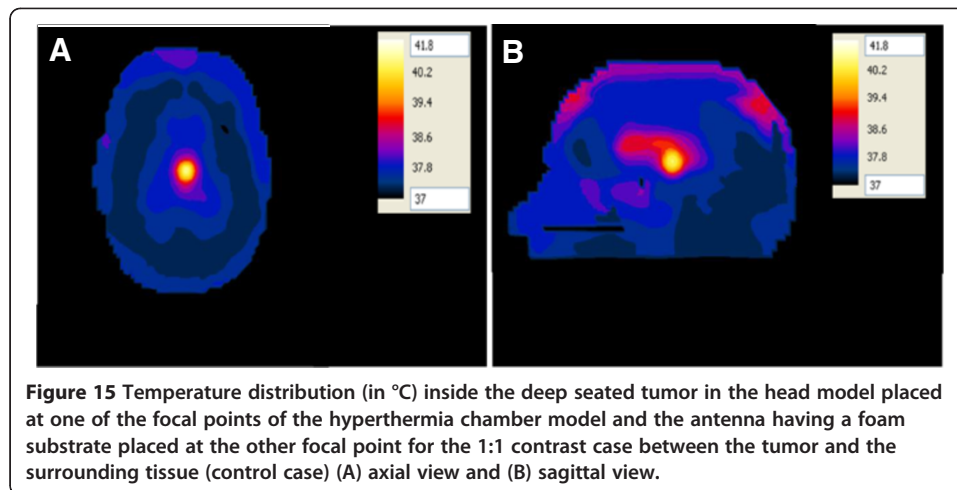 A
41.8
40.2
39.4
38.6
37.8
37
B
41.8
40.2
39.4
38.6
37.8
37
Figure 15 Temperature distribution (in °C) inside the deep seated tumor in the head model placed
at one of the focal points of the hyperthermia chamber model and the antenna having a foam
substrate placed at the other focal point for the 1:1 contrast case between the tumor and the
surrounding tissue (control case) (A) axial view and (B) sagittal view.